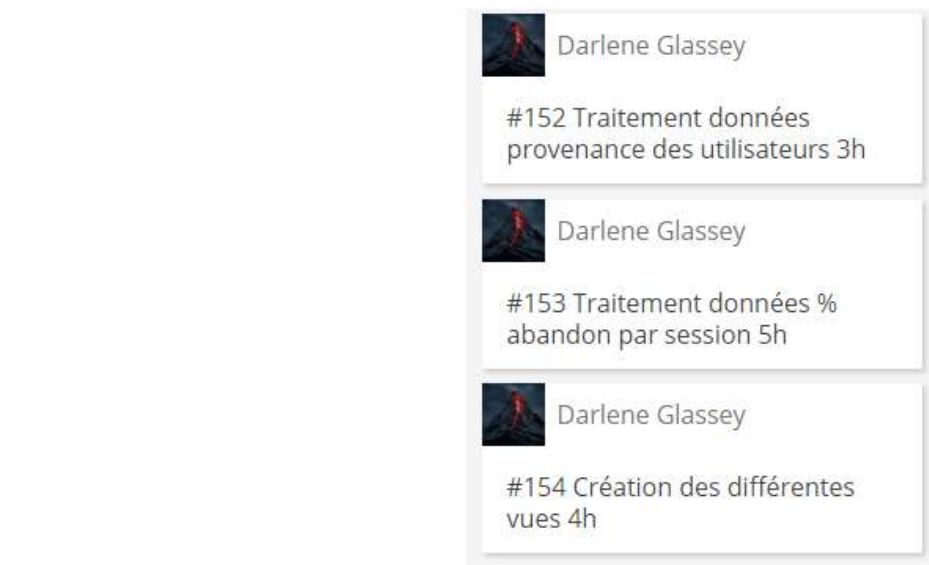 Darlene Glassey
#152 Traitement données
provenance des utilisateurs 3h
Darlene Glassey
#153 Traitement données %
abandon par session 5h
Darlene Glassey
#154 Création des différentes
vues 4h